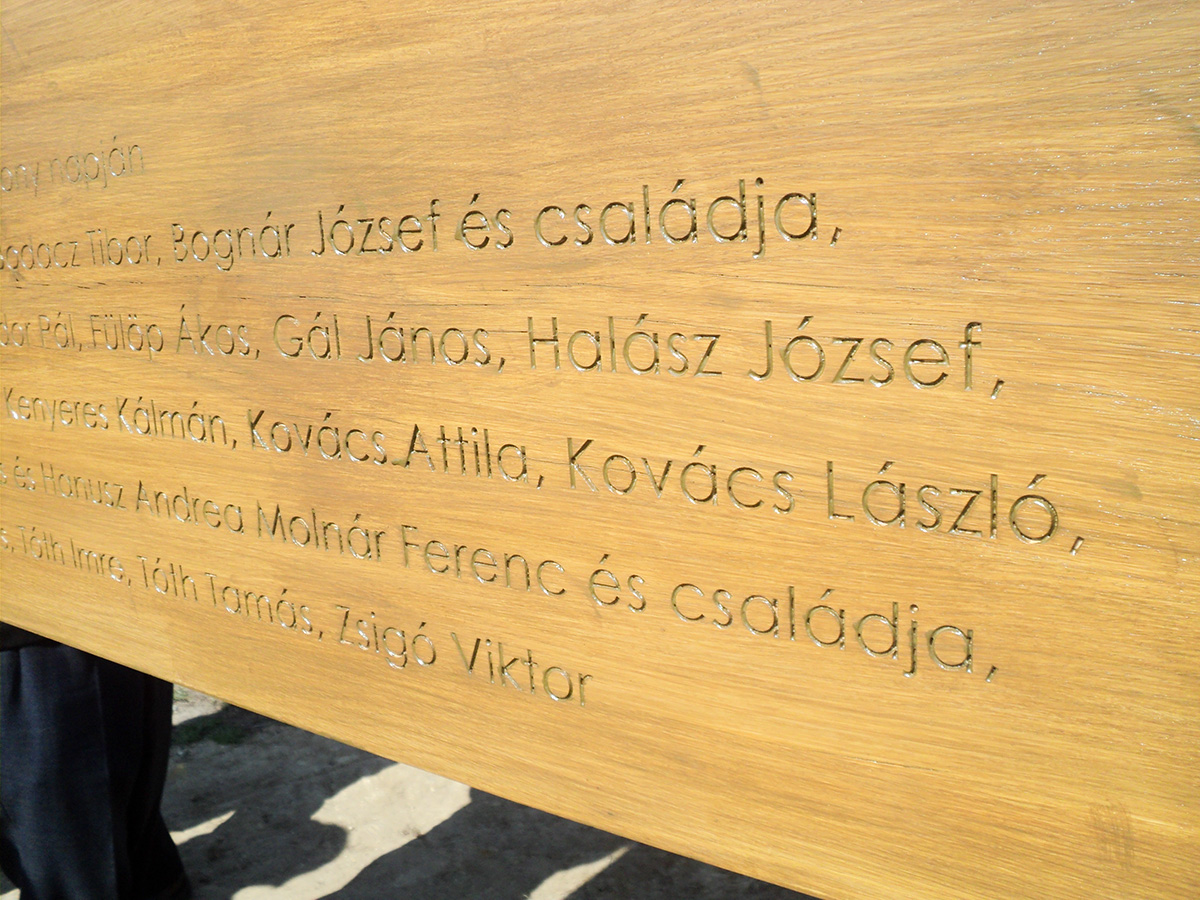 napján
Tibor, Bognár József és családja,
Pál, Fülöp Ákos, Gál János, Halász József,
Kenyeres Kálmán, Kovács Attila, Kovács László,
és Hanusz Andrea Molnár Ferenc és családja,
Tóth Imre, Tóth Tamás, Zsigó Viktor